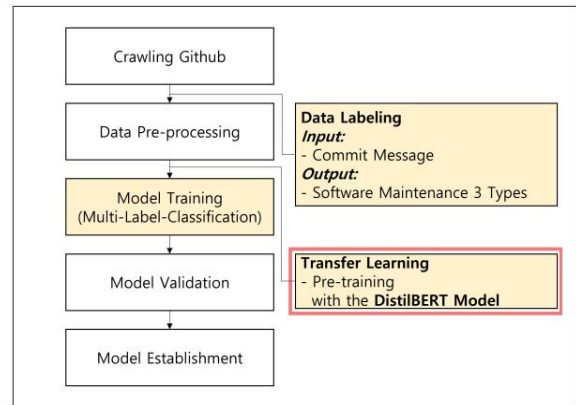 Crawling Github
Data Pre-processing
Data Labeling
Input:
- Commit Message
Output:
- Software Maintenance 3 Types
Model Training
(Multi-Label-Classification)
Transfer Learning
- Pre-training
with the DistilBERT Model
Model Validation
Model Establishment